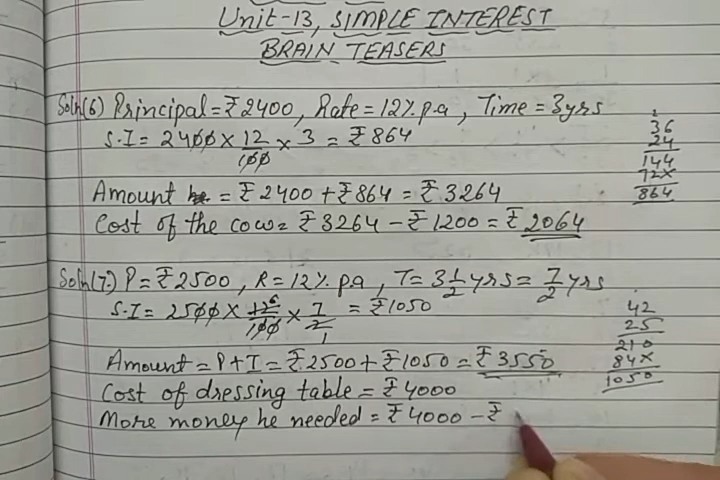 Unit-13, SIMPLE INTEREST
BRAIN TEASERS
Soln(6) Principal = ₹2400, Rate = 12% p.a, Time = 3yrs
S.I = 2400 × 12/100 × 3 = ₹864
36
24
144
72×
864
Amount = ₹2400 + ₹864 = ₹3264
Cost of the cow = ₹3264 - ₹1200 = ₹2064
Soln(7.) P = ₹2500, R = 12% p.a, T = 3 1/2 yrs = 7/2 yrs
S.I = 2500 × 12 6/100 × 7/2 1 = ₹1050
42
25
210
84×
1050
Amount = P + I = ₹2500 + ₹1050 = ₹3550
Cost of dressing table = ₹4000
More money he needed = ₹4000 - ₹